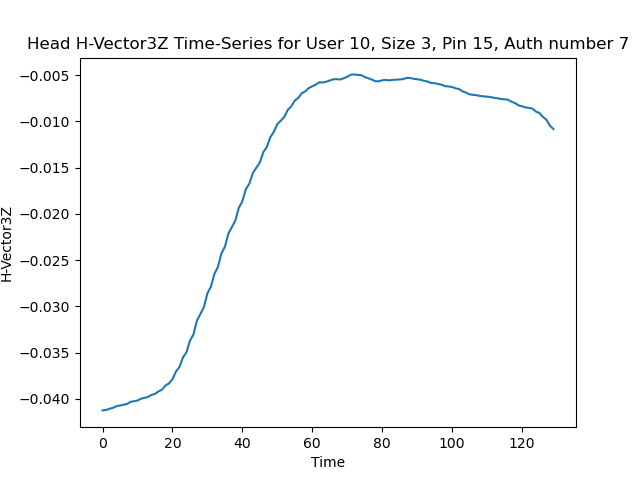 Head H-Vector3Z Time-Series for User 10, Size 3, Pin 15, Auth number 7
H-Vector3Z
−0.005
−0.010
−0.015
−0.020
−0.025
−0.030
−0.035
−0.040
0 20 40 60 80 100 120
Time